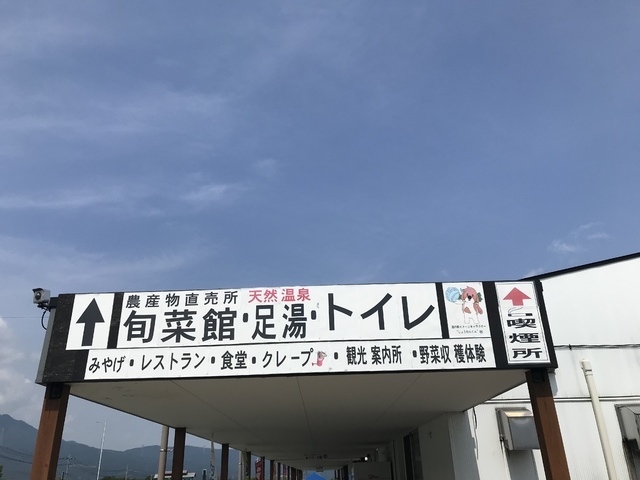 農産物直売所 天然温泉
旬菜館・足湯・トイレ
みやげ・レストラン・食堂・クレープ・観光案内所・野菜収穫体験
喫煙所